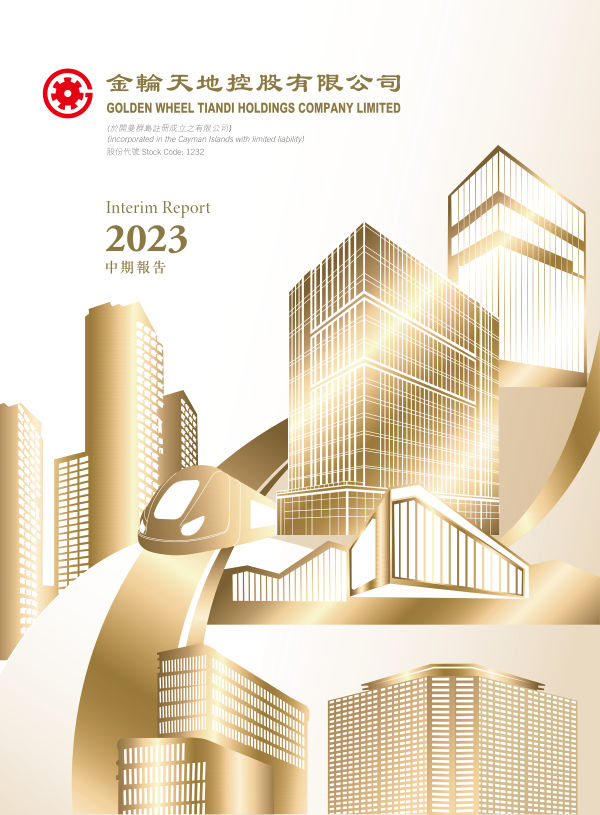 金輪天地控股有限公司
GOLDEN WHEEL TIANDI HOLDINGS COMPANY LIMITED
(於開曼群島註冊成立之有限公司)
(incorporated in the Cayman Islands with limited liability)
股份代號 Stock Code: 1232
Interim Report
2023
中期報告